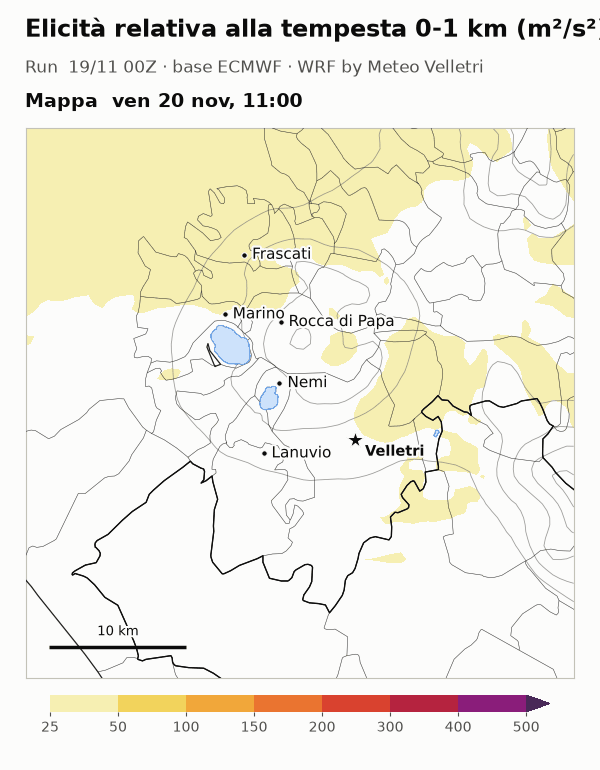 Elicità relativa alla tempesta 0-1 km (m²/s²)
Run 19/11 00Z · base ECMWF · WRF by Meteo Velletri
Mappa ven 20 nov, 11:00
Frascati
Marino
Rocca di Papa
Nemi
Velletri
Lanuvio
10 km
25 50 100 150 200 300 400 500